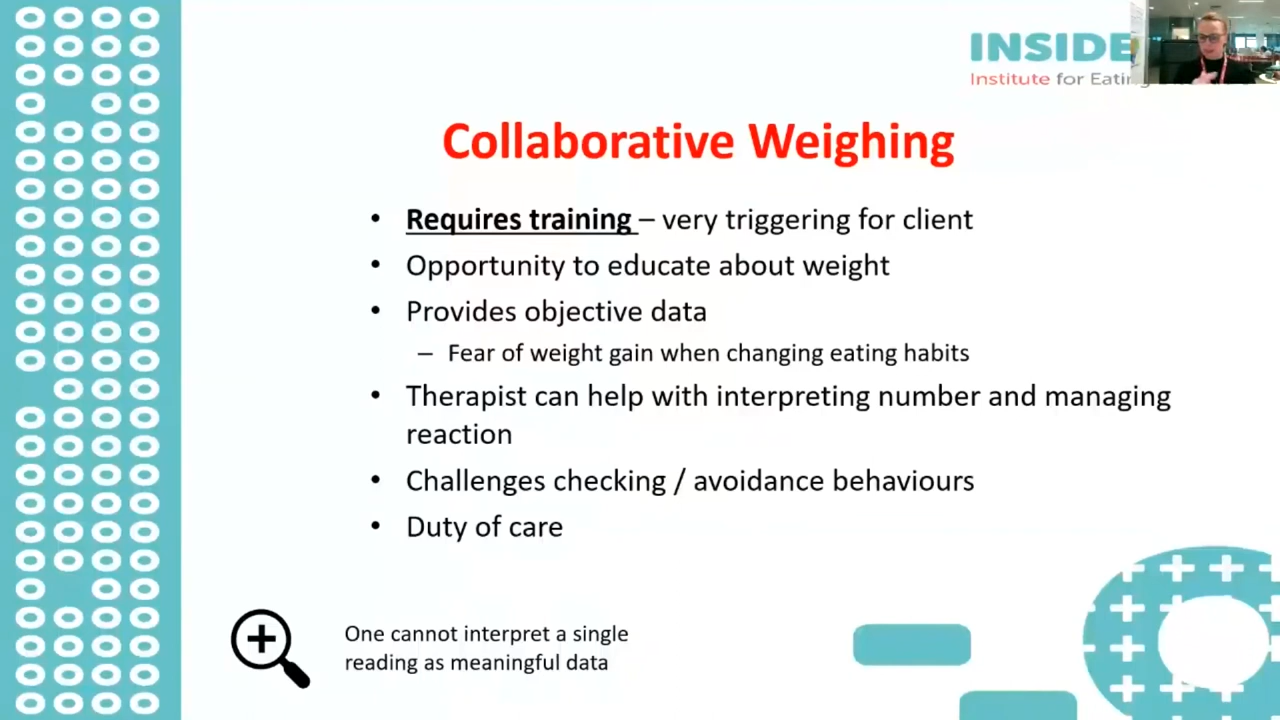 INSIDE
Institute for Eating
Collaborative Weighing
• Requires training – very triggering for client
• Opportunity to educate about weight
• Provides objective data
– Fear of weight gain when changing eating habits
• Therapist can help with interpreting number and managing
reaction
• Challenges checking / avoidance behaviours
• Duty of care
One cannot interpret a single
reading as meaningful data